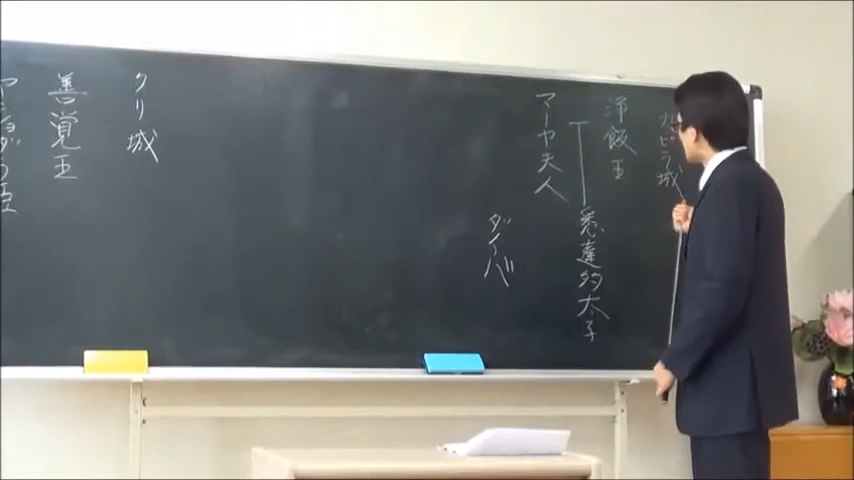 カピラ城
浄飯王
マーヤ夫人
悉達多太子
ダイバ
クリ城
善覚王